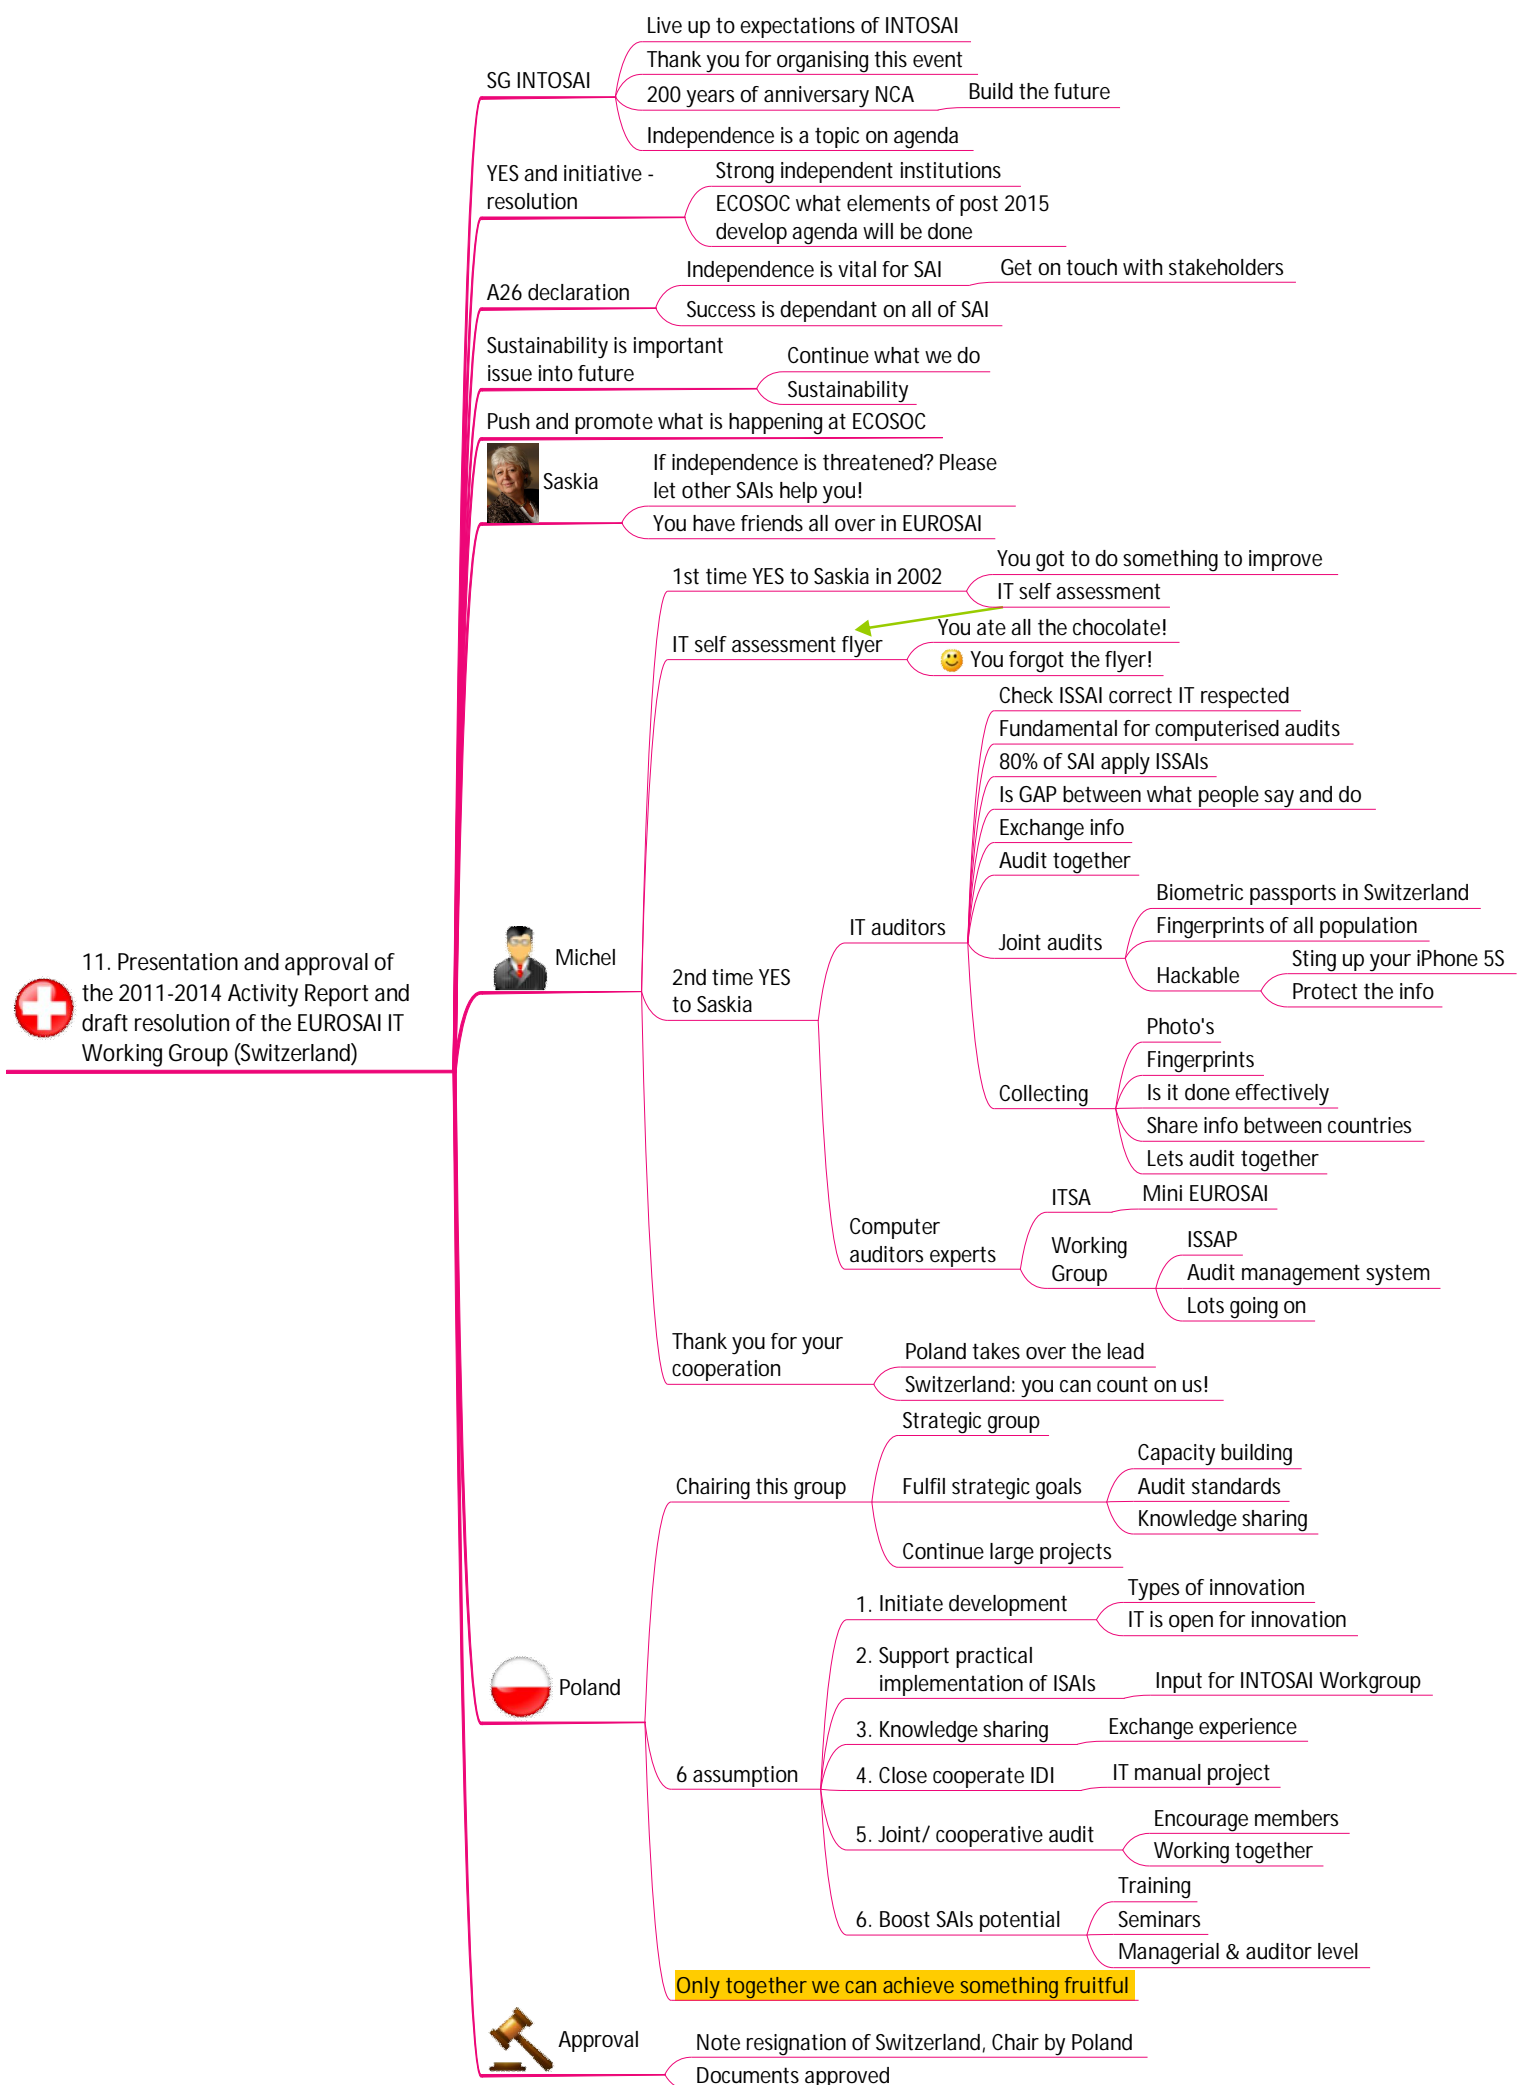 11. Presentation and approval of
the 2011-2014 Activity Report and
draft resolution of the EUROSAI IT
Working Group (Switzerland)
SG INTOSAI
Live up to expectations of INTOSAI
Thank you for organising this event
200 years of anniversary NCA
Build the future
Independence is a topic on agenda
YES and initiative -
resolution
Strong independent institutions
ECOSOC what elements of post 2015
develop agenda will be done
A26 declaration
Independence is vital for SAI
Get on touch with stakeholders
Success is dependant on all of SAI
Sustainability is important
issue into future
Continue what we do
Sustainability
Push and promote what is happening at ECOSOC
Saskia
If independence is threatened? Please
let other SAIs help you!
You have friends all over in EUROSAI
Michel
1st time YES to Saskia in 2002
You got to do something to improve
IT self assessment
IT self assessment flyer
You ate all the chocolate!
You forgot the flyer!
2nd time YES
to Saskia
IT auditors
Check ISSAI correct IT respected
Fundamental for computerised audits
80% of SAI apply ISSAIs
Is GAP between what people say and do
Exchange info
Audit together
Joint audits
Biometric passports in Switzerland
Fingerprints of all population
Hackable
Sting up your iPhone 5S
Protect the info
Collecting
Photo's
Fingerprints
Is it done effectively
Share info between countries
Lets audit together
Computer
auditors experts
ITSA
Mini EUROSAI
Working
Group
ISSAP
Audit management system
Lots going on
Thank you for your
cooperation
Poland takes over the lead
Switzerland: you can count on us!
Poland
Chairing this group
Strategic group
Fulfil strategic goals
Capacity building
Audit standards
Knowledge sharing
Continue large projects
6 assumption
1. Initiate development
Types of innovation
IT is open for innovation
2. Support practical
implementation of ISAIs
Input for INTOSAI Workgroup
3. Knowledge sharing
Exchange experience
4. Close cooperate IDI
IT manual project
5. Joint/ cooperative audit
Encourage members
Working together
6. Boost SAIs potential
Training
Seminars
Managerial & auditor level
Only together we can achieve something fruitful
Approval
Note resignation of Switzerland, Chair by Poland
Documents approved